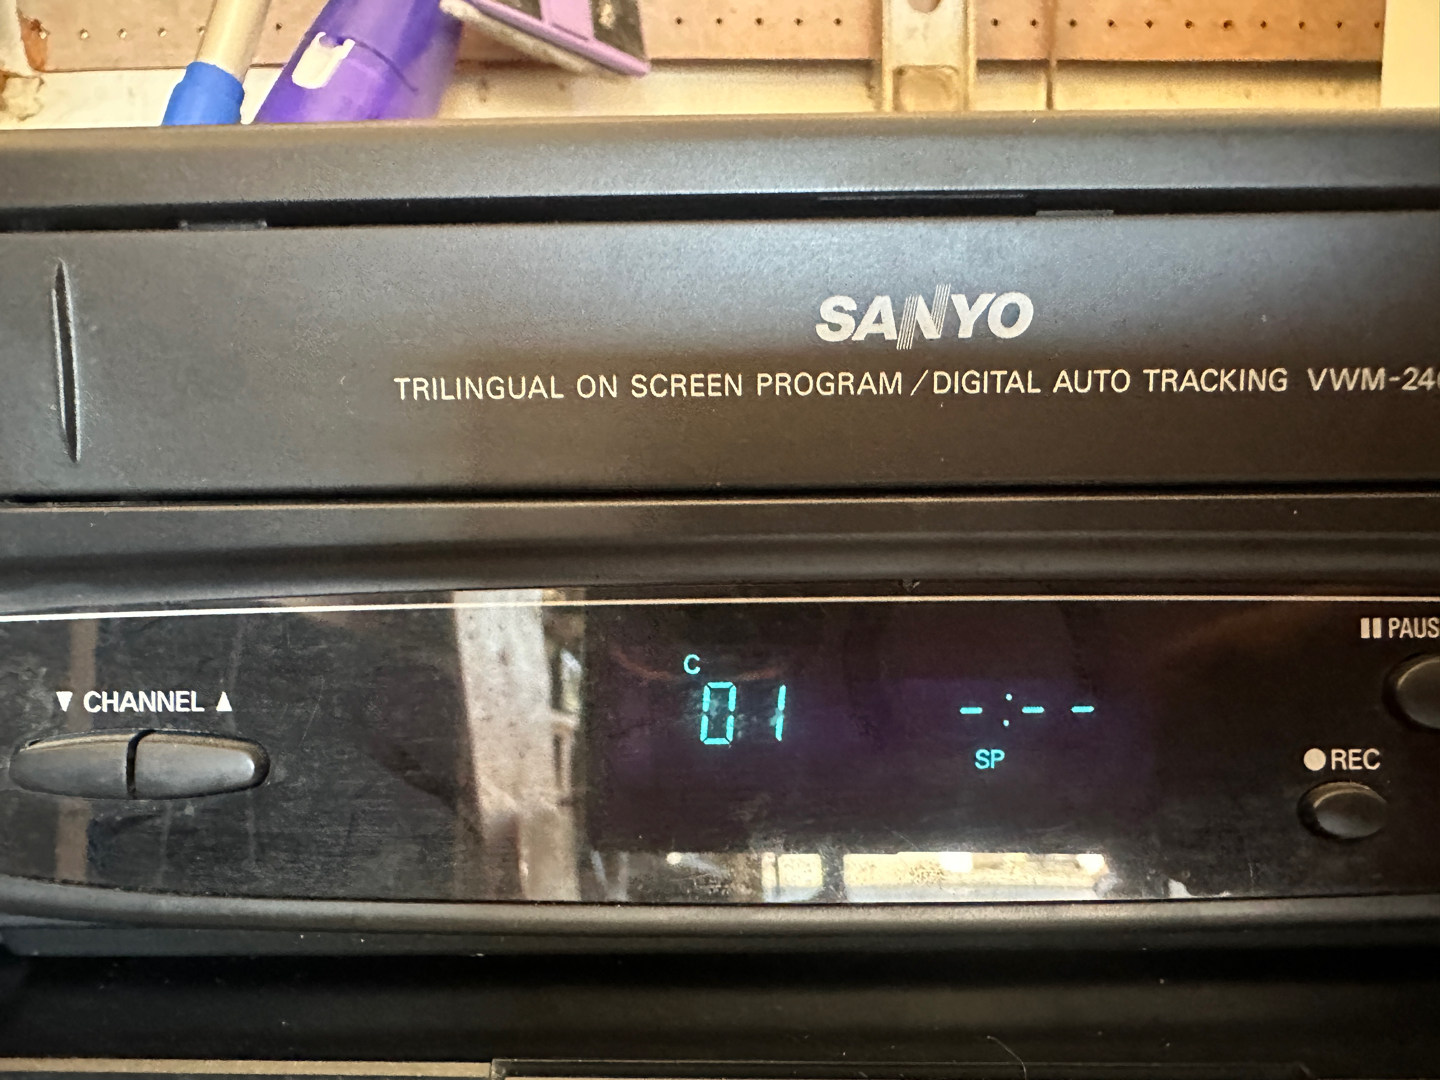 SANYO
TRILINGUAL ON SCREEN PROGRAM/DIGITAL AUTO TRACKING
▼ CHANNEL ▲
C
01 -:--
SP
●REC